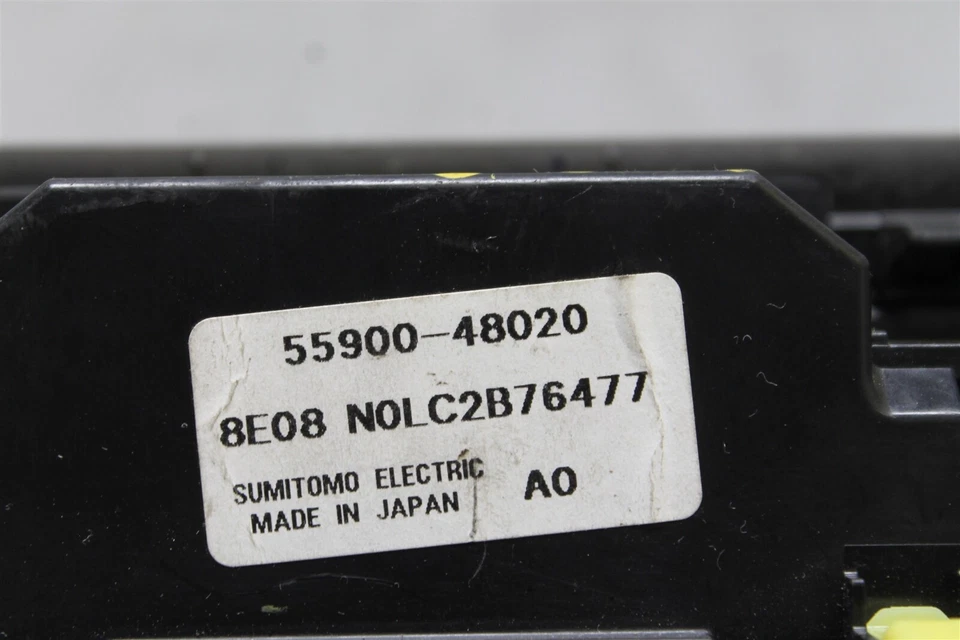 55900-48020
8E08 N0LC2B76477
SUMITOMO ELECTRIC
MADE IN JAPAN
A0